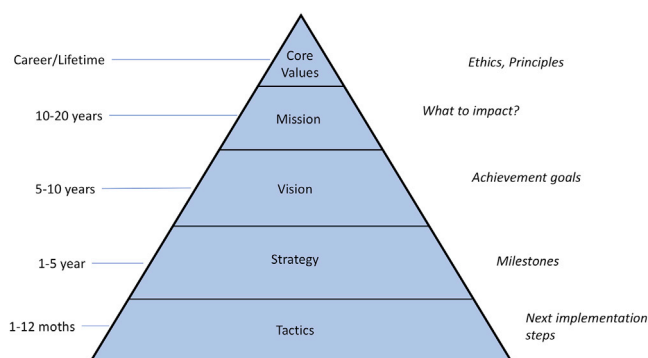 Career/Lifetime
Core
Values
Ethics, Principles
10-20 years
Mission
What to impact?
5-10 years
Vision
Achievement goals
1-5 year
Strategy
Milestones
1-12 moths
Tactics
Next implementation
steps